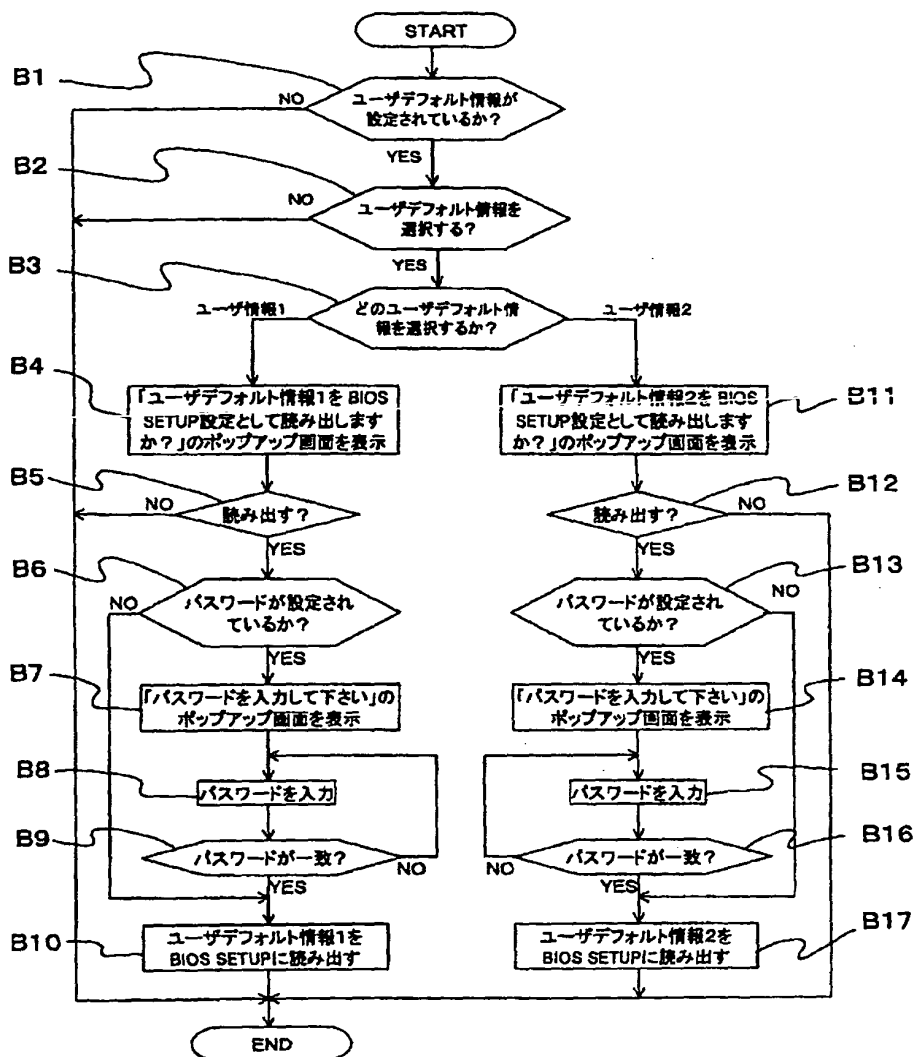 START
B1
NO
ユーザデフォルト情報が
設定されているか?
YES
B2
NO
ユーザデフォルト情報を
選択する?
YES
B3
ユーザ情報1
どのユーザデフォルト情
報を選択するか?
ユーザ情報2
B4
「ユーザデフォルト情報1を BIOS
SETUP設定として読み出します
か?」のポップアップ画面を表示
「ユーザデフォルト情報2を BIOS
SETUP設定として読み出します
か?」のポップアップ画面を表示
B11
B5
NO
読み出す?
YES
読み出す?
NO
YES
B12
B6
NO
パスワードが設定され
ているか?
YES
パスワードが設定され
ているか?
NO
YES
B13
B7
「パスワードを入力して下さい」の
ポップアップ画面を表示
「パスワードを入力して下さい」の
ポップアップ画面を表示
B14
B8
パスワードを入力
パスワードを入力
B15
B9
パスワードが一致?
NO
YES
NO
パスワードが一致?
YES
B16
B10
ユーザデフォルト情報1を
BIOS SETUPに読み出す
ユーザデフォルト情報2を
BIOS SETUPに読み出す
B17
END